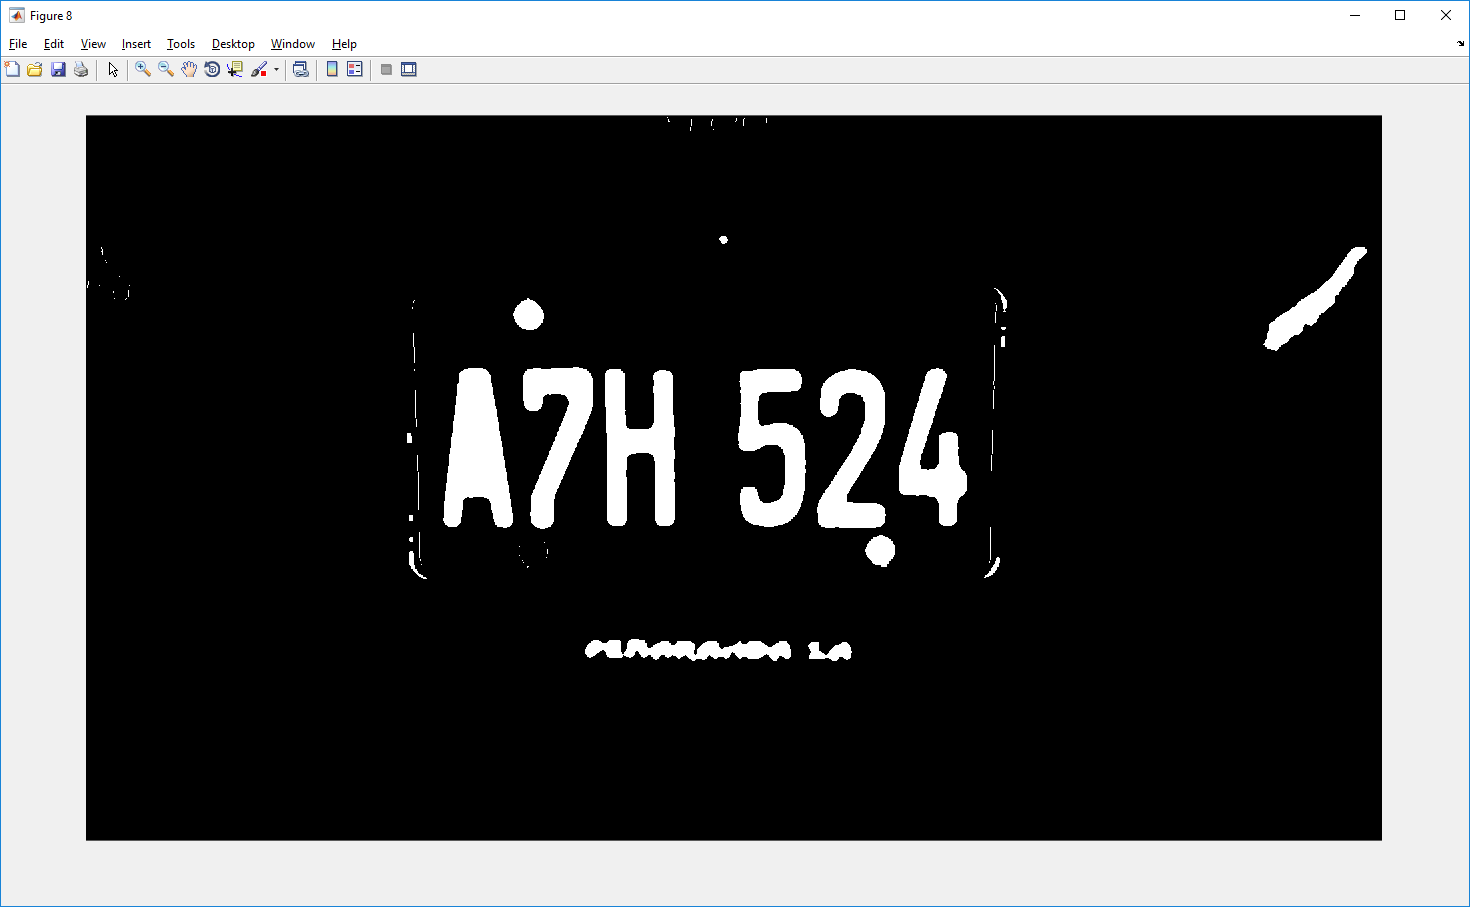 Figure 8
File Edit View Insert Tools Desktop Window Help
A7H 524